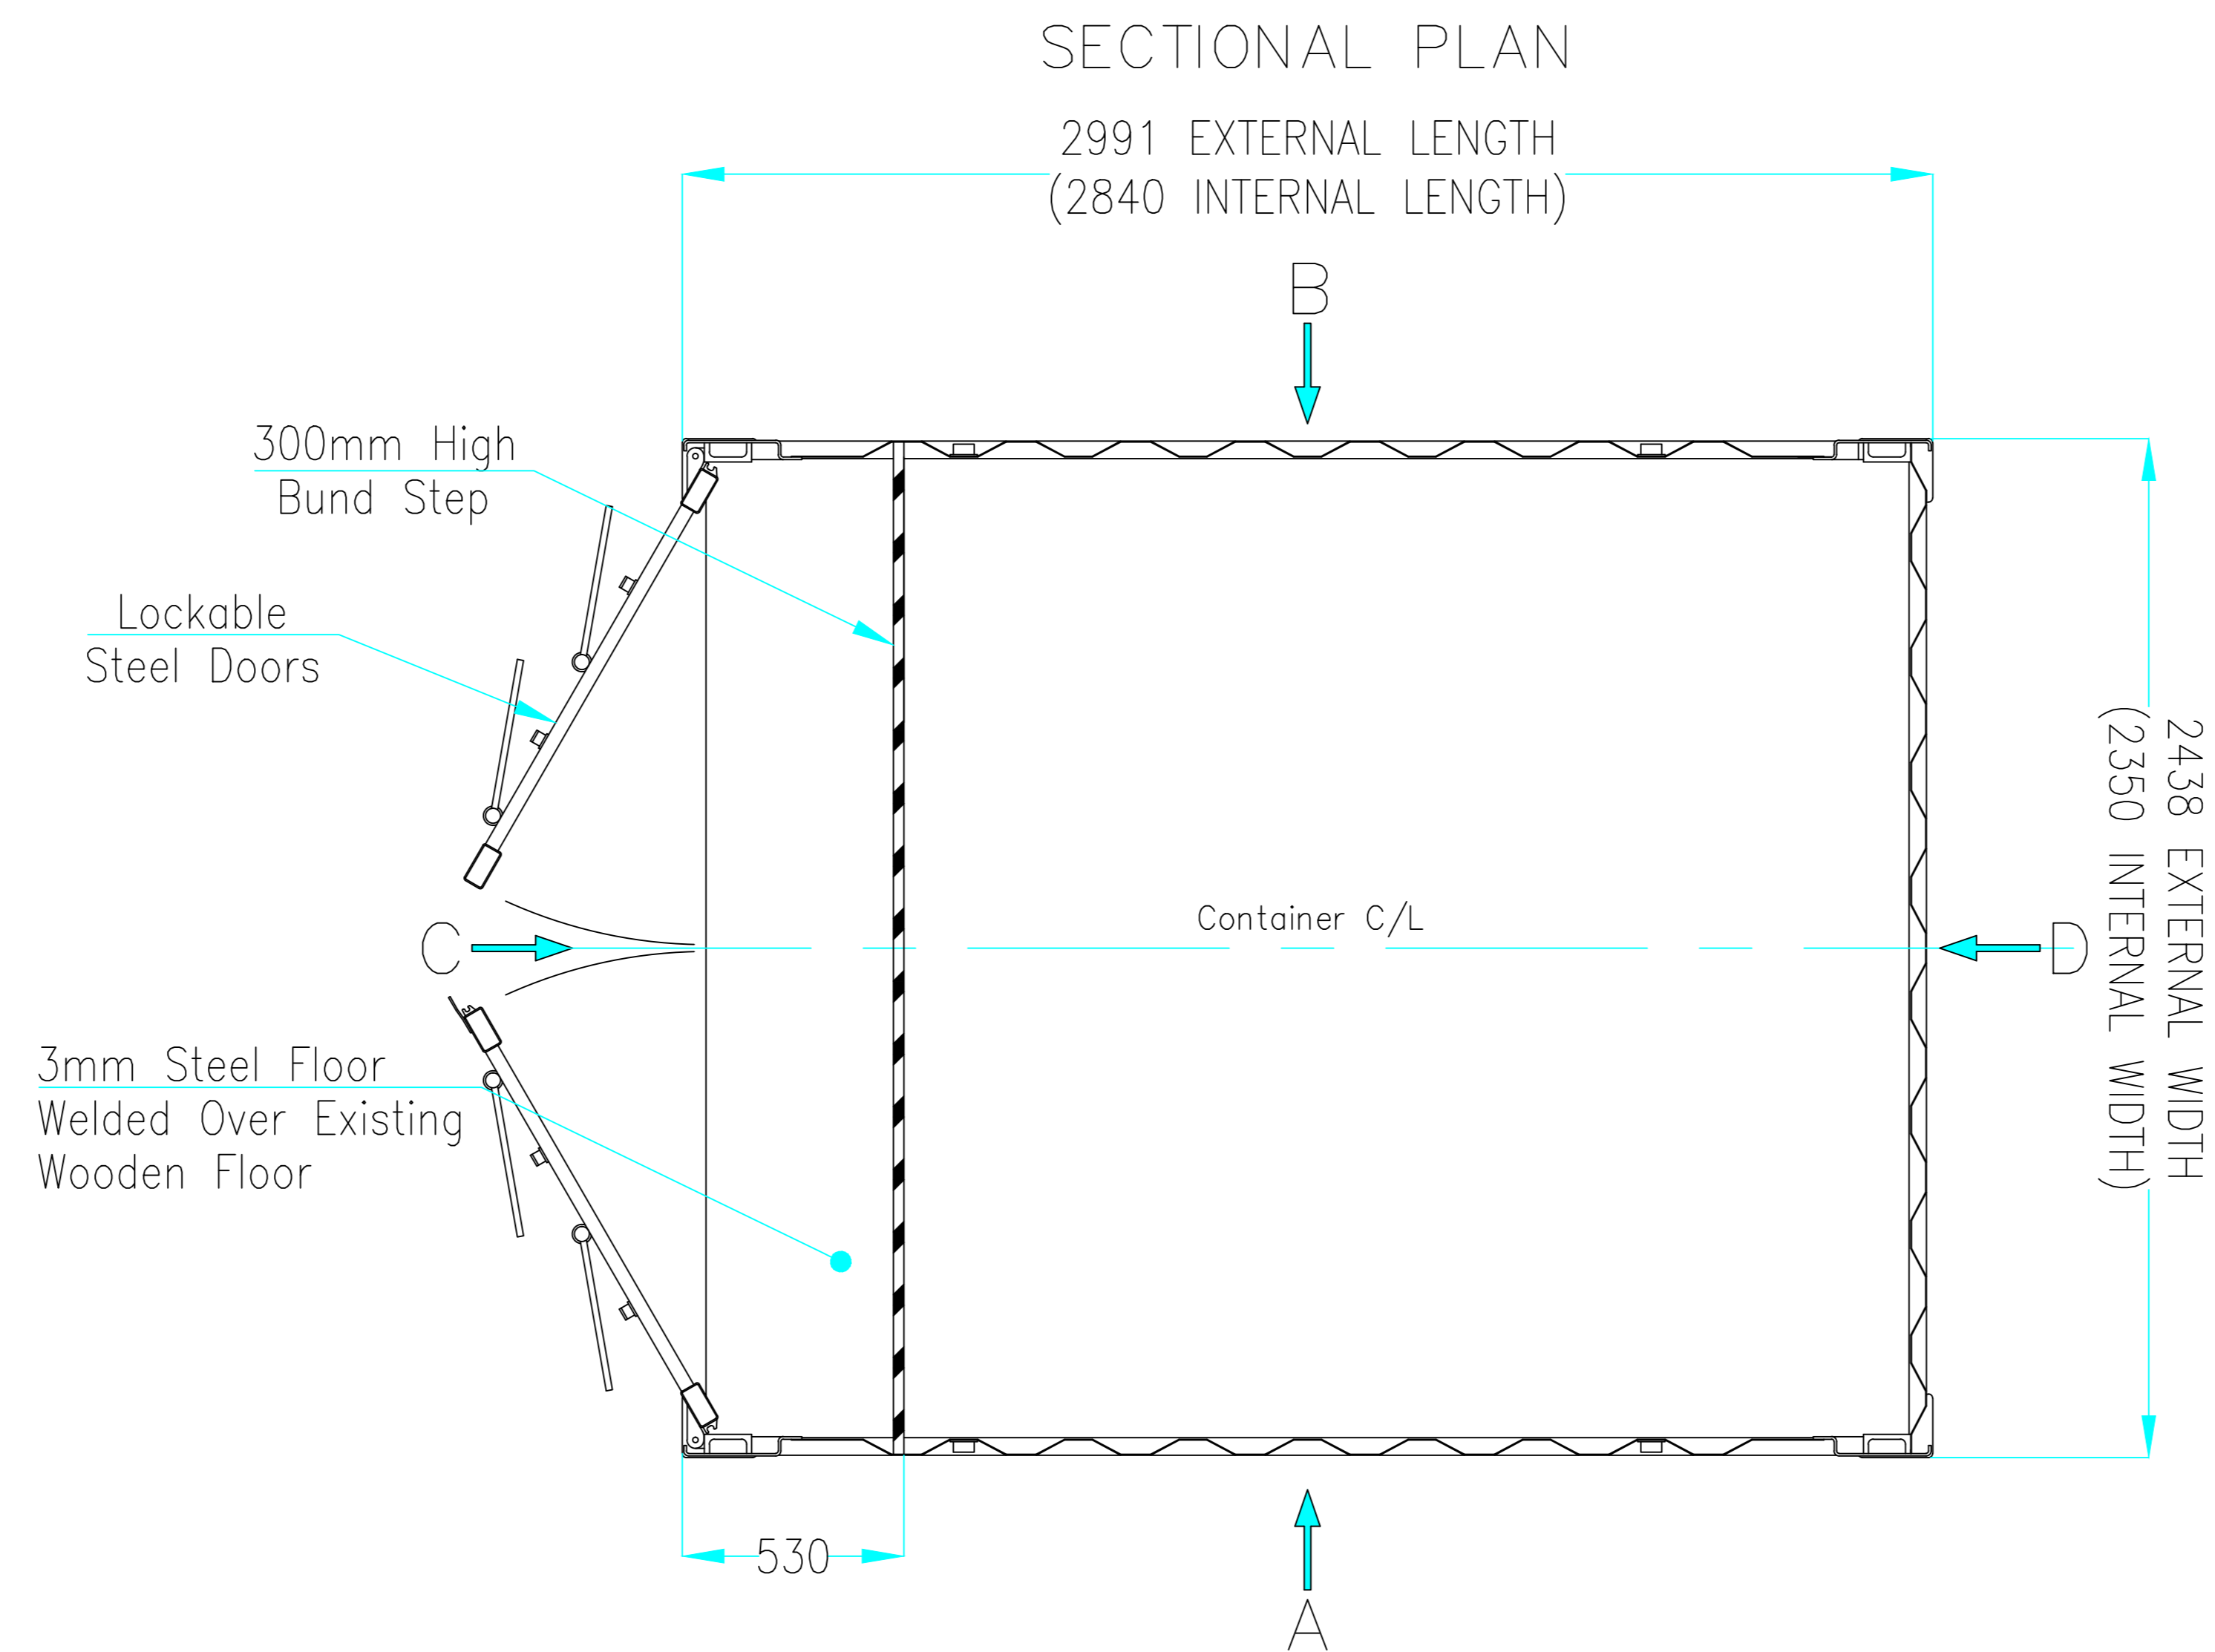 SECTIONAL PLAN
2991 EXTERNAL LENGTH
(2840 INTERNAL LENGTH)
B
300mm High
Bund Step
Lockable
Steel Doors
2438 EXTERNAL WIDTH
(2350 INTERNAL WIDTH)
Container C/L
C
D
3mm Steel Floor
Welded Over Existing
Wooden Floor
530
A